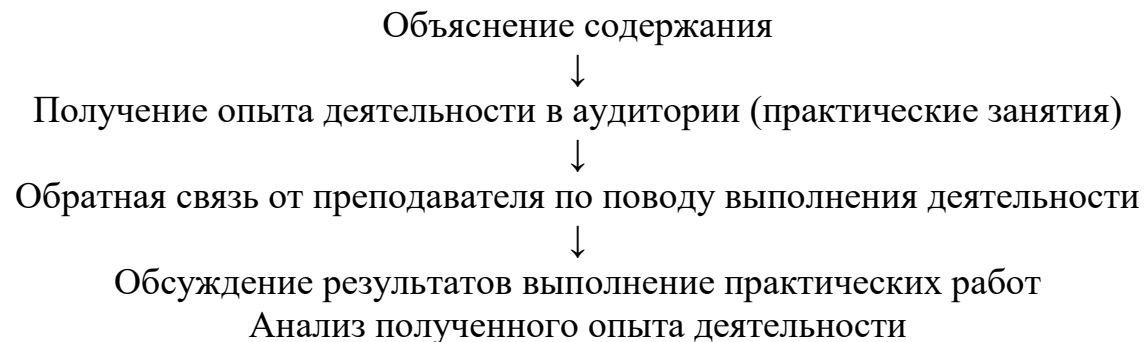 Объяснение содержания
↓
Получение опыта деятельности в аудитории (практические занятия)
↓
Обратная связь от преподавателя по поводу выполнения деятельности
↓
Обсуждение результатов выполнение практических работ
Анализ полученного опыта деятельности